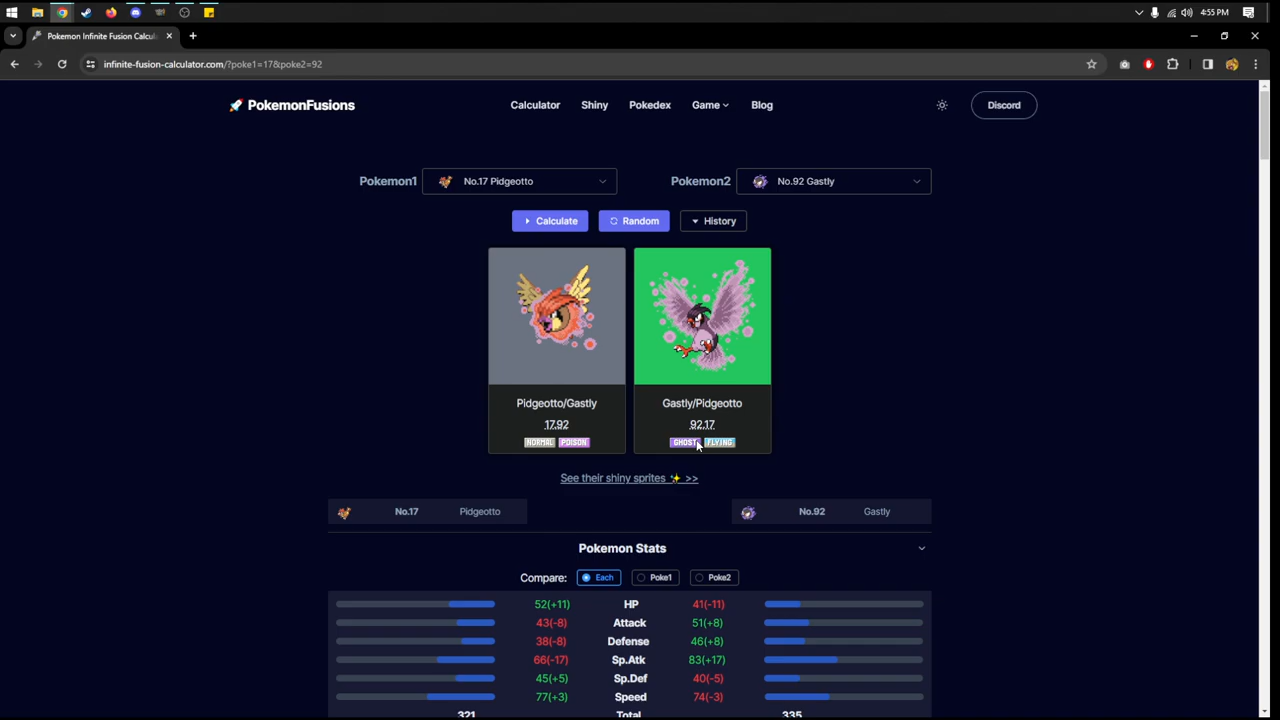 4:55 PM
Pokemon Infinite Fusion Calcul
infinite-fusion-calculator.com/?poke1=17&poke2=92
PokemonFusions
Calculator Shiny Pokedex Game Blog
Discord
Pokemon1 No.17 Pidgeotto Pokemon2 No.92 Gastly
Calculate Random History
Pidgeotto/Gastly Gastly/Pidgeotto
17.92 92.17
NORMAL POISON GHOST FLYING
See their shiny sprites ✨ >>
No.17 Pidgeotto No.92 Gastly
Pokemon Stats
Compare: Each Poke1 Poke2
52(+11) HP 41(-11)
43(-8) Attack 51(+8)
38(-8) Defense 46(+8)
66(-17) Sp.Atk 83(+17)
45(+5) Sp.Def 40(-5)
77(+3) Speed 74(-3)
321 Total 335